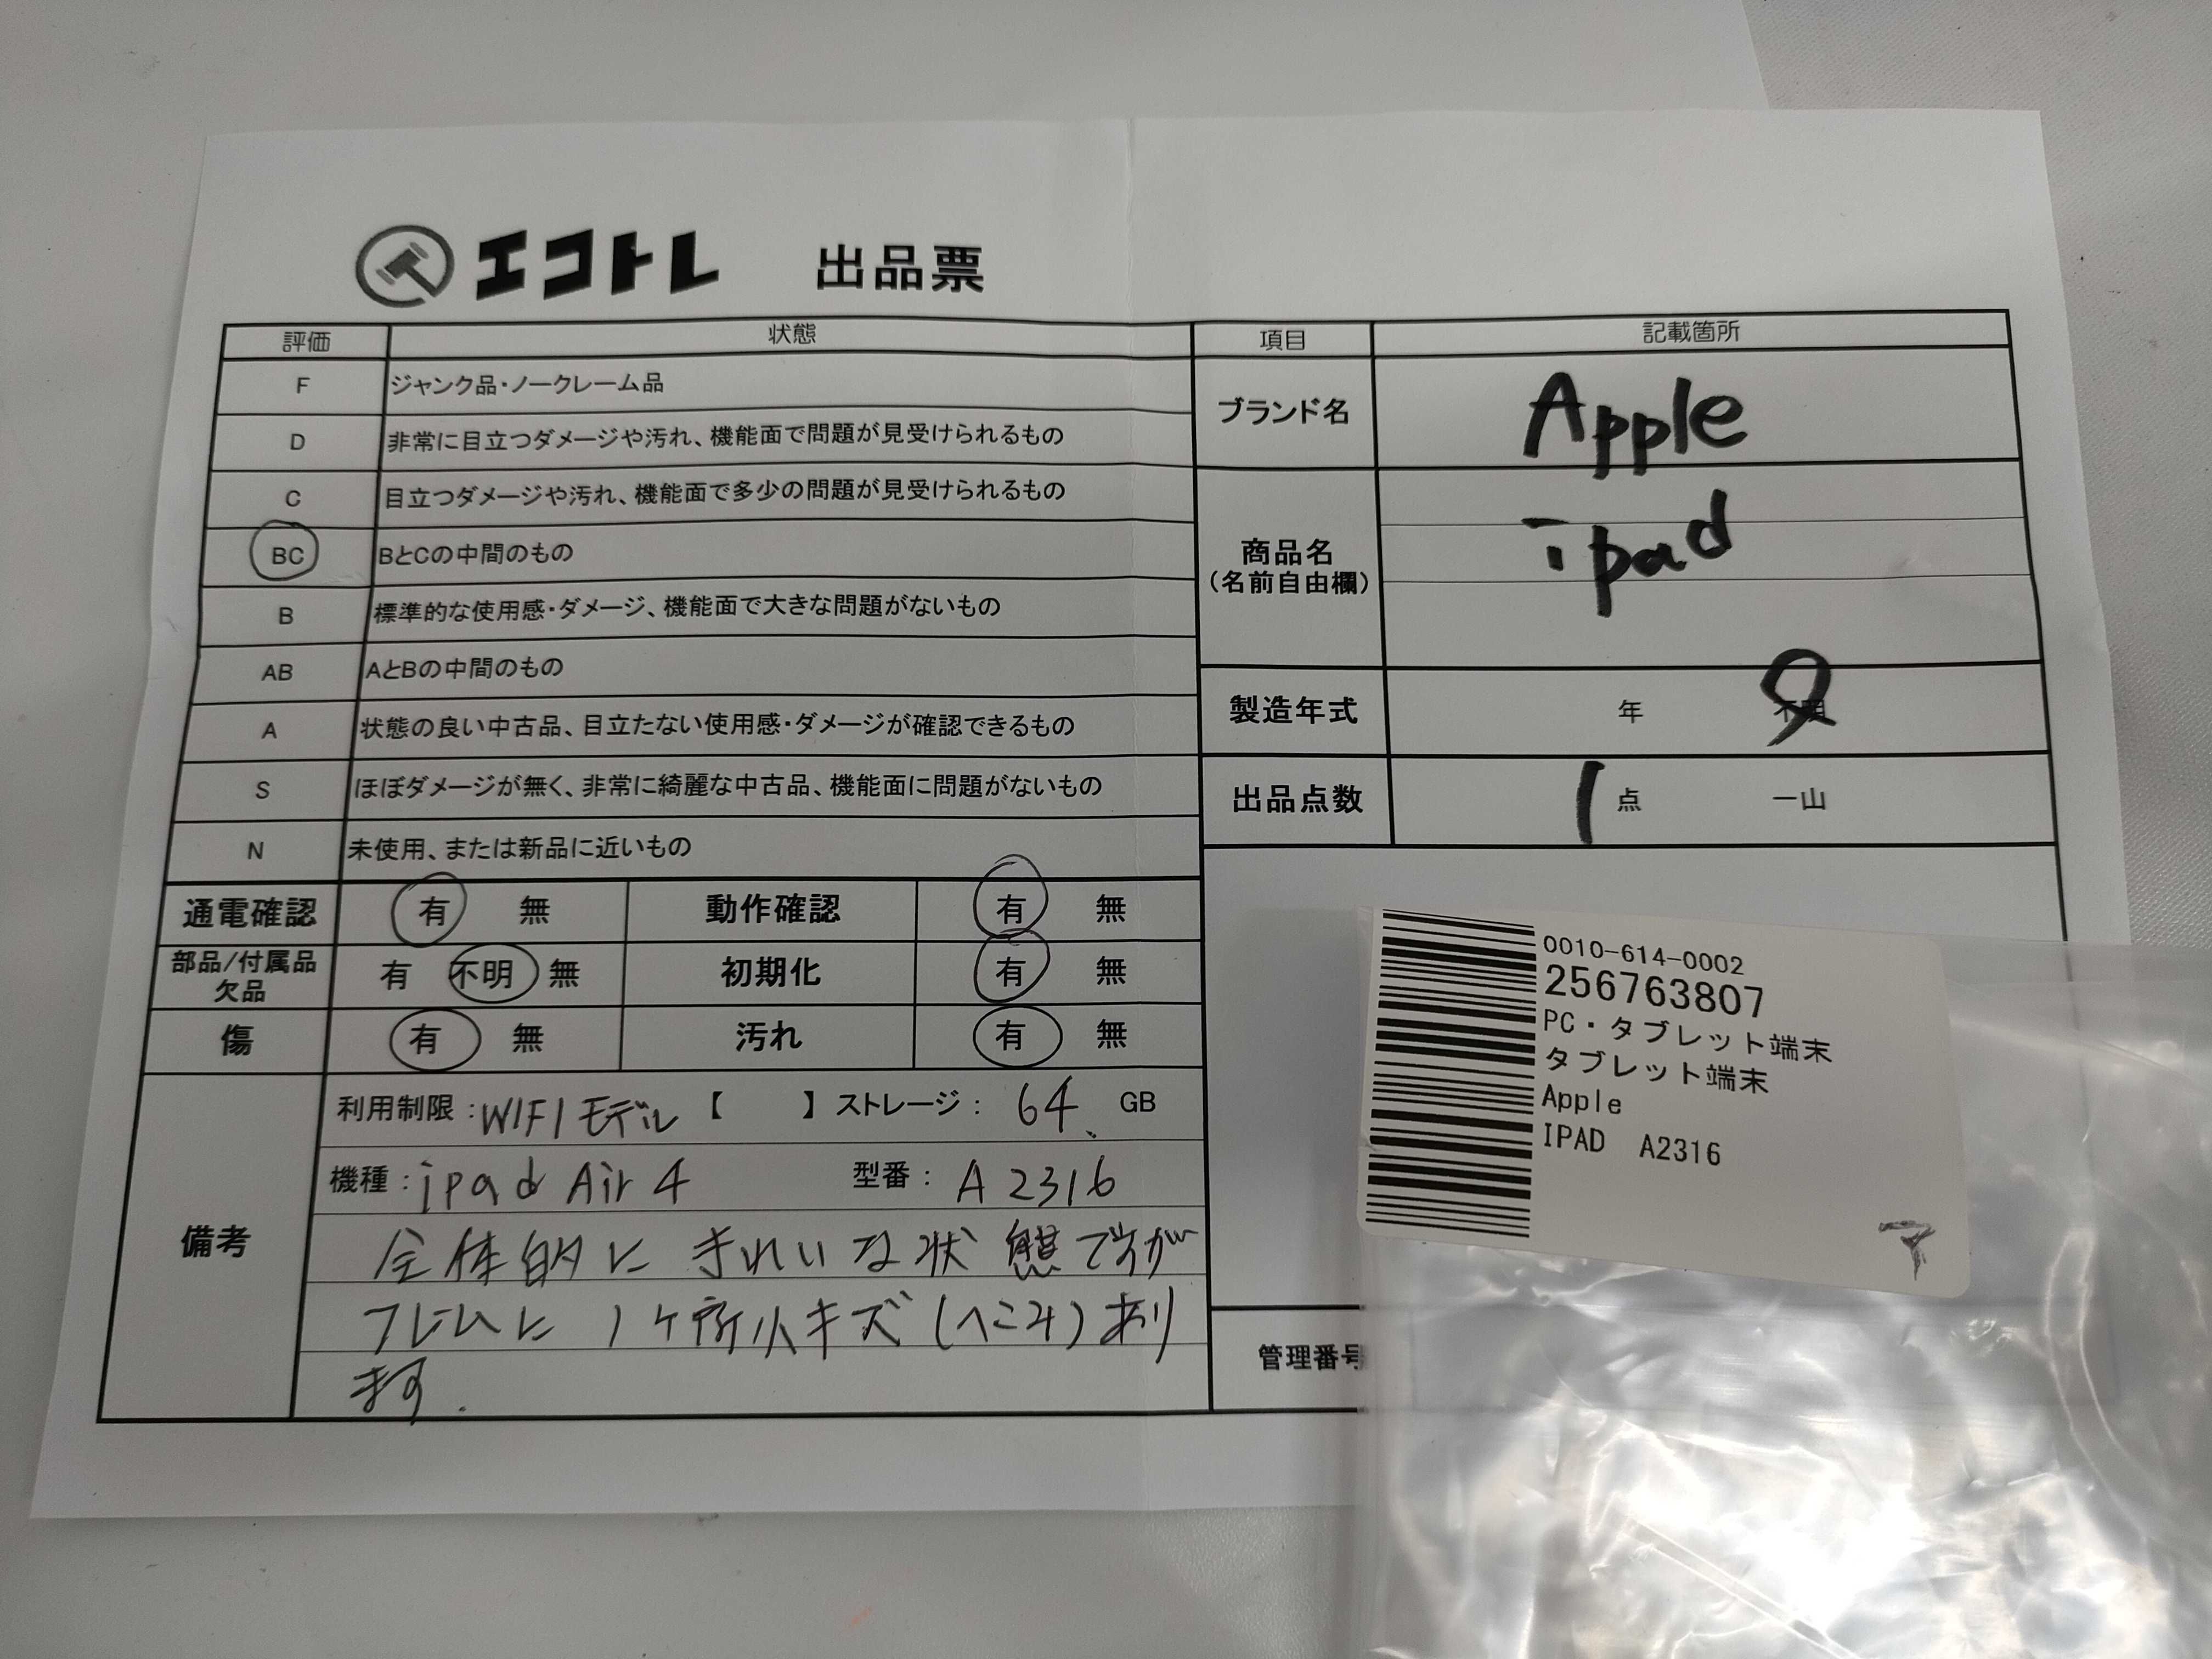 エコトレ 出品票
評価 状態
F ジャンク品・ノークレーム品
D 非常に目立つダメージや汚れ、機能面で問題が見受けられるもの
C 目立つダメージや汚れ、機能面で多少の問題が見受けられるもの
BC BとCの中間のもの
B 標準的な使用感・ダメージ、機能面で大きな問題がないもの
AB AとBの中間のもの
A 状態の良い中古品、目立たない使用感・ダメージが確認できるもの
S ほぼダメージが無く、非常に綺麗な中古品、機能面に問題がないもの
N 未使用、または新品に近いもの
通電確認 有 無 動作確認 有 無
部品/付属品
欠品 有 不明 無 初期化 有 無
傷 有 無 汚れ 有 無
備考
利用制限:WIFIモデル 【 】 ストレージ: 64 GB
機種:ipad Air 4 型番: A2316
全体的にきれいな状態ですが
フレームに1ヶ所小キズ(へこみ)あり
ます.
項目 記載箇所
ブランド名 Apple
商品名
(名前自由欄) ipad
製造年式 年 不明
出品点数 1 点 一山
管理番号
0010-614-0002
256763807
PC・タブレット端末
タブレット端末
Apple
IPAD A2316
ア